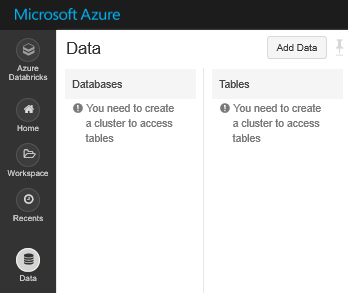 Microsoft Azure
Azure
Databricks
Home
Workspace
Recents
Data
Data
Add Data
Databases
You need to create
a cluster to access
tables
Tables
You need to create
a cluster to access
tables